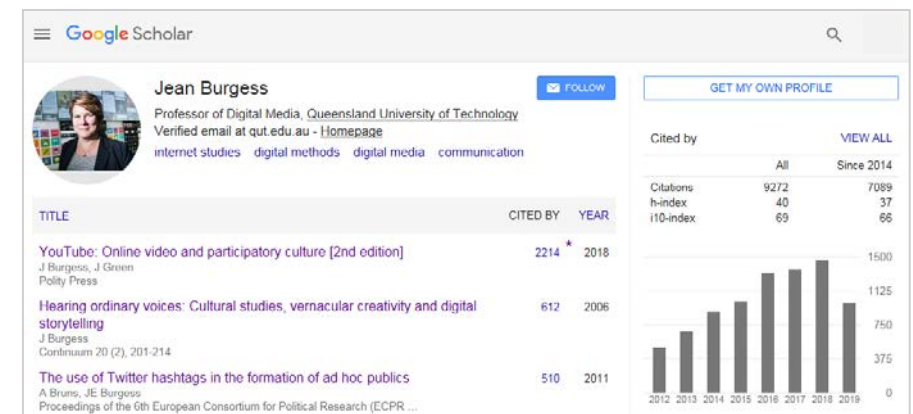 Google Scholar
Jean Burgess
FOLLOW
Professor of Digital Media, Queensland University of Technology
Verified email at qut.edu.au - Homepage
internet studies digital methods digital media communication
TITLE CITED BY YEAR
YouTube: Online video and participatory culture [2nd edition] 2214 * 2018
J Burgess, J Green
Polity Press
Hearing ordinary voices: Cultural studies, vernacular creativity and digital 612 2006
storytelling
J Burgess
Continuum 20 (2), 201-214
The use of Twitter hashtags in the formation of ad hoc publics 510 2011
A Bruns, JE Burgess
Proceedings of the 6th European Consortium for Political Research (ECPR ...
GET MY OWN PROFILE
Cited by VIEW ALL
All Since 2014
Citations 9272 7089
h-index 40 37
i10-index 69 66
1500
1125
750
375
0
2012 2013 2014 2015 2016 2017 2018 2019